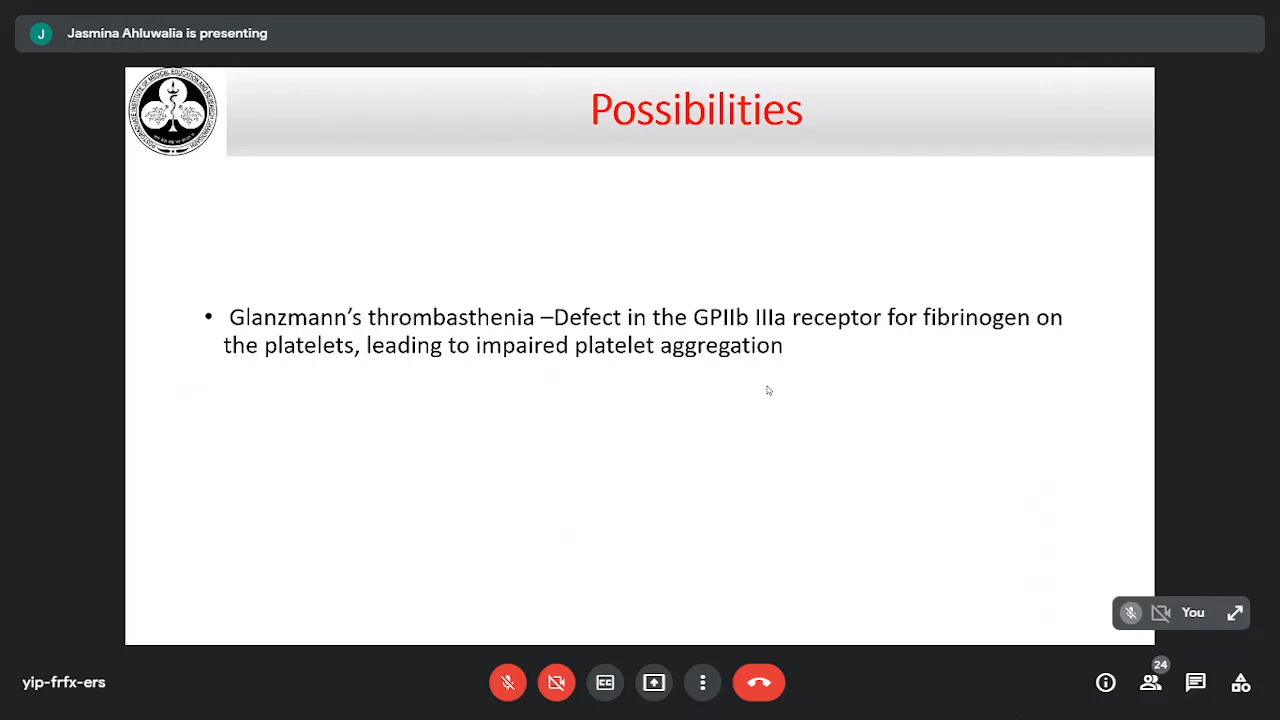 J
Jasmina Ahluwalia is presenting
Possibilities
• Glanzmann’s thrombasthenia –Defect in the GPIIb IIIa receptor for fibrinogen on
the platelets, leading to impaired platelet aggregation
You
yip-frfx-ers
CC
24